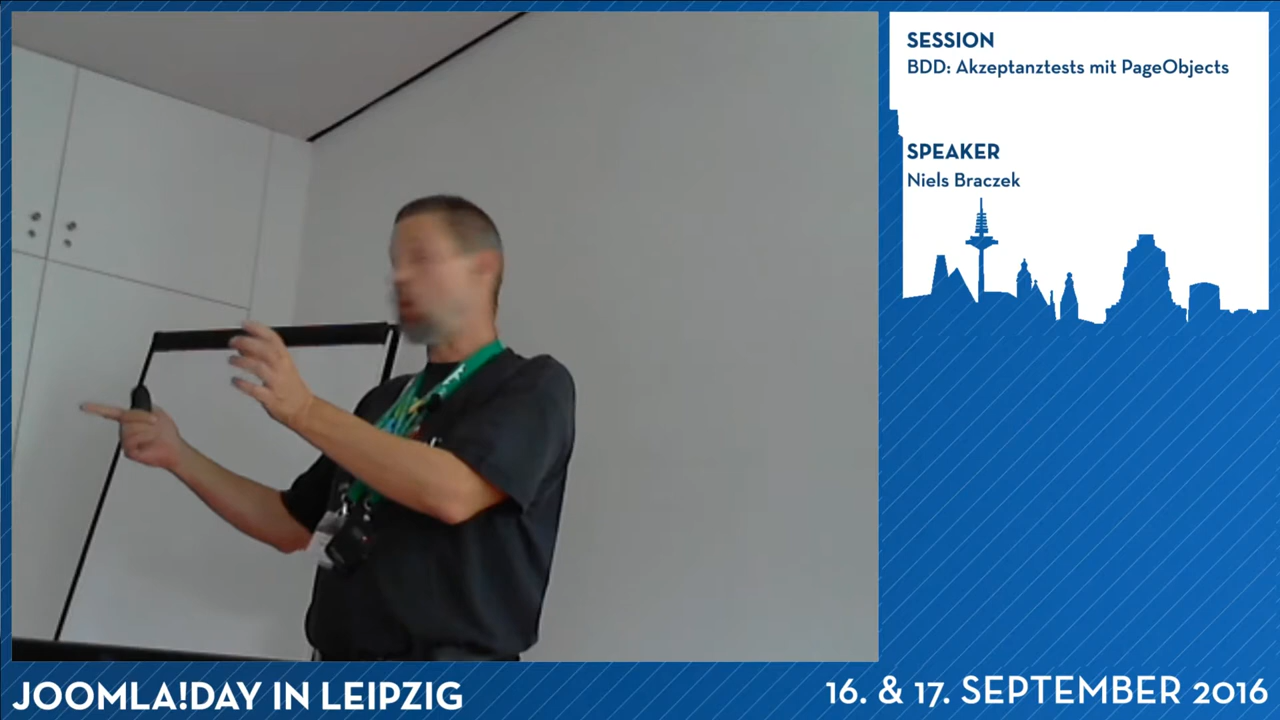 SESSION
BDD: Akzeptanztests mit PageObjects
SPEAKER
Niels Braczek
JOOMLA!DAY IN LEIPZIG
16. & 17. SEPTEMBER 2016